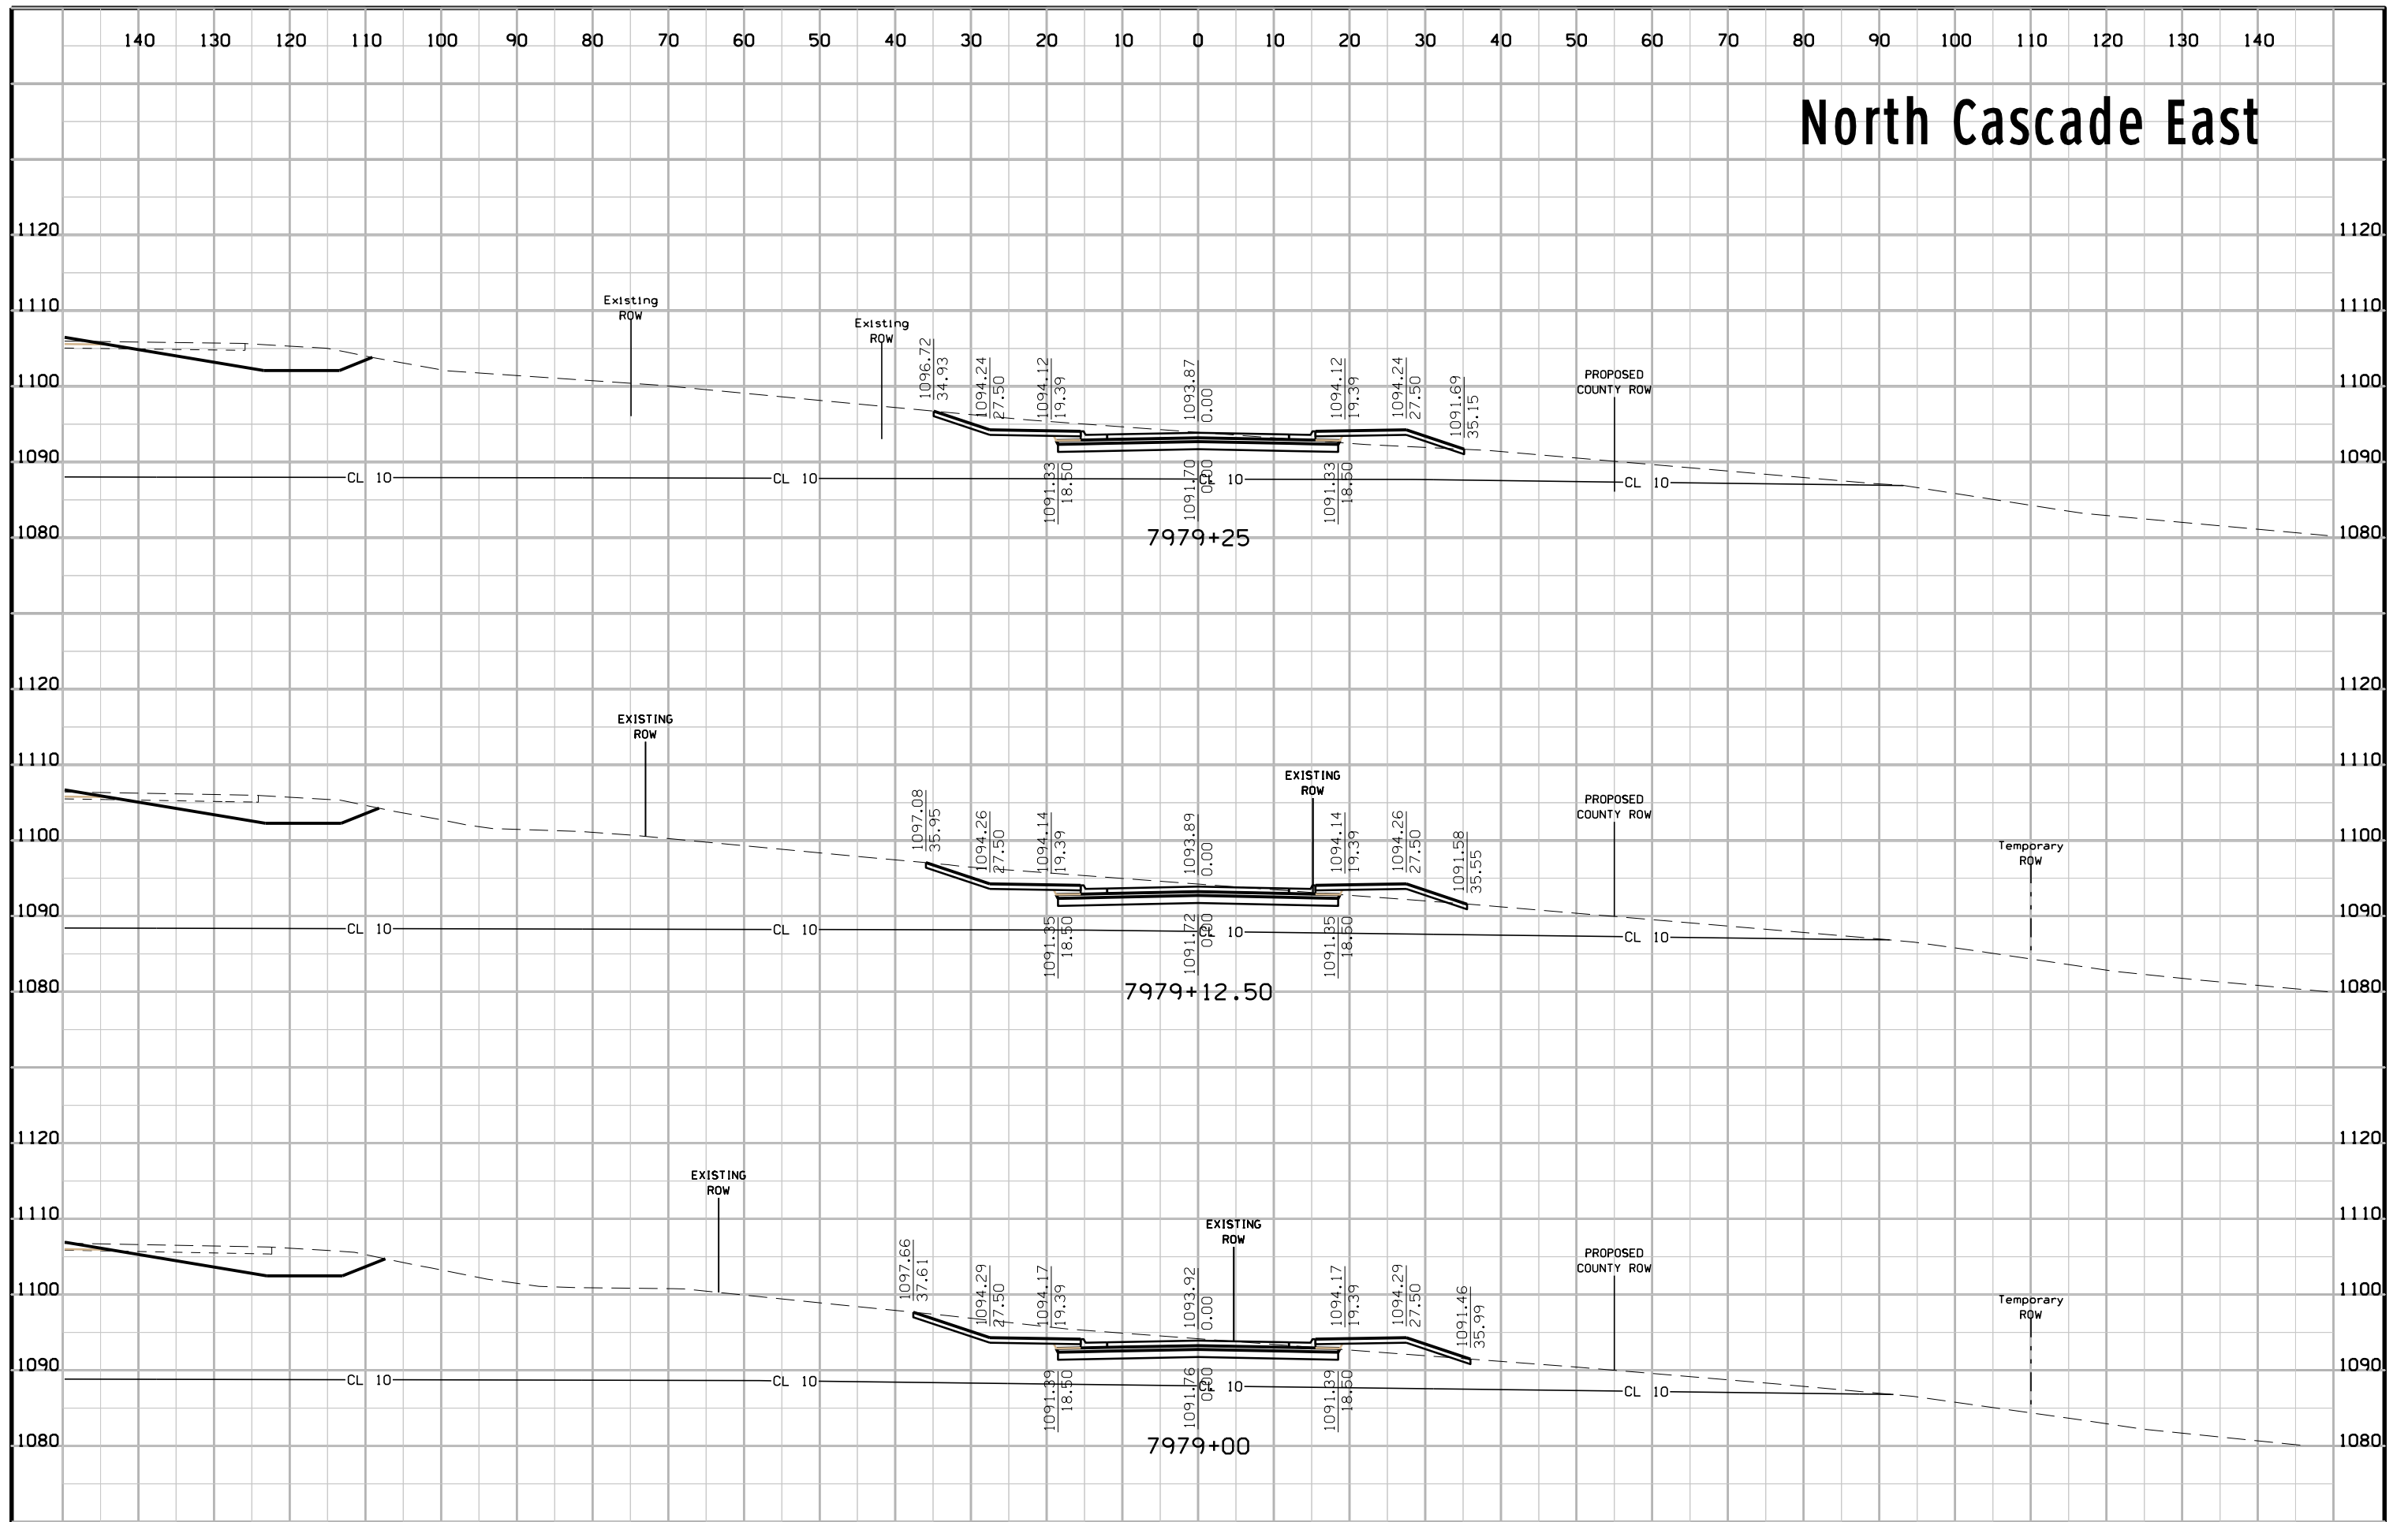 140 130 120 110 100 90 80 70 60 50 40 30 20 10 0 10 20 30 40 50 60 70 80 90 100 110 120 130 140
North Cascade East
1120 1120
1110 1110
Existing
ROW
Existing
ROW
1096.72
34.93
1094.24
27.50
1094.12
19.39
1093.87
0.00
1094.12
19.39
1094.24
27.50
1091.69
35.15
PROPOSED
COUNTY ROW
1100 1100
1090 1090
CL 10 CL 10 CL 10 CL 10
1091.33
18.50
1091.70
0.00
1091.33
18.50
1080 1080
7979+25
1120 1120
EXISTING
ROW
1110 1110
EXISTING
ROW
1097.08
35.95
1094.26
27.50
1094.14
19.39
1093.89
0.00
1094.14
19.39
1094.26
27.50
1091.58
35.55
PROPOSED
COUNTY ROW
Temporary
ROW
1100 1100
1090 1090
CL 10 CL 10 CL 10 CL 10
1091.35
18.50
1091.72
0.00
1091.35
18.50
1080 1080
7979+12.50
1120 1120
EXISTING
ROW
1110 1110
EXISTING
ROW
1097.66
37.61
1094.29
27.50
1094.17
19.39
1093.92
0.00
1094.17
19.39
1094.29
27.50
1091.46
35.99
PROPOSED
COUNTY ROW
Temporary
ROW
1100 1100
1090 1090
CL 10 CL 10 CL 10 CL 10
1091.39
18.50
1091.76
0.00
1091.39
18.50
1080 1080
7979+00